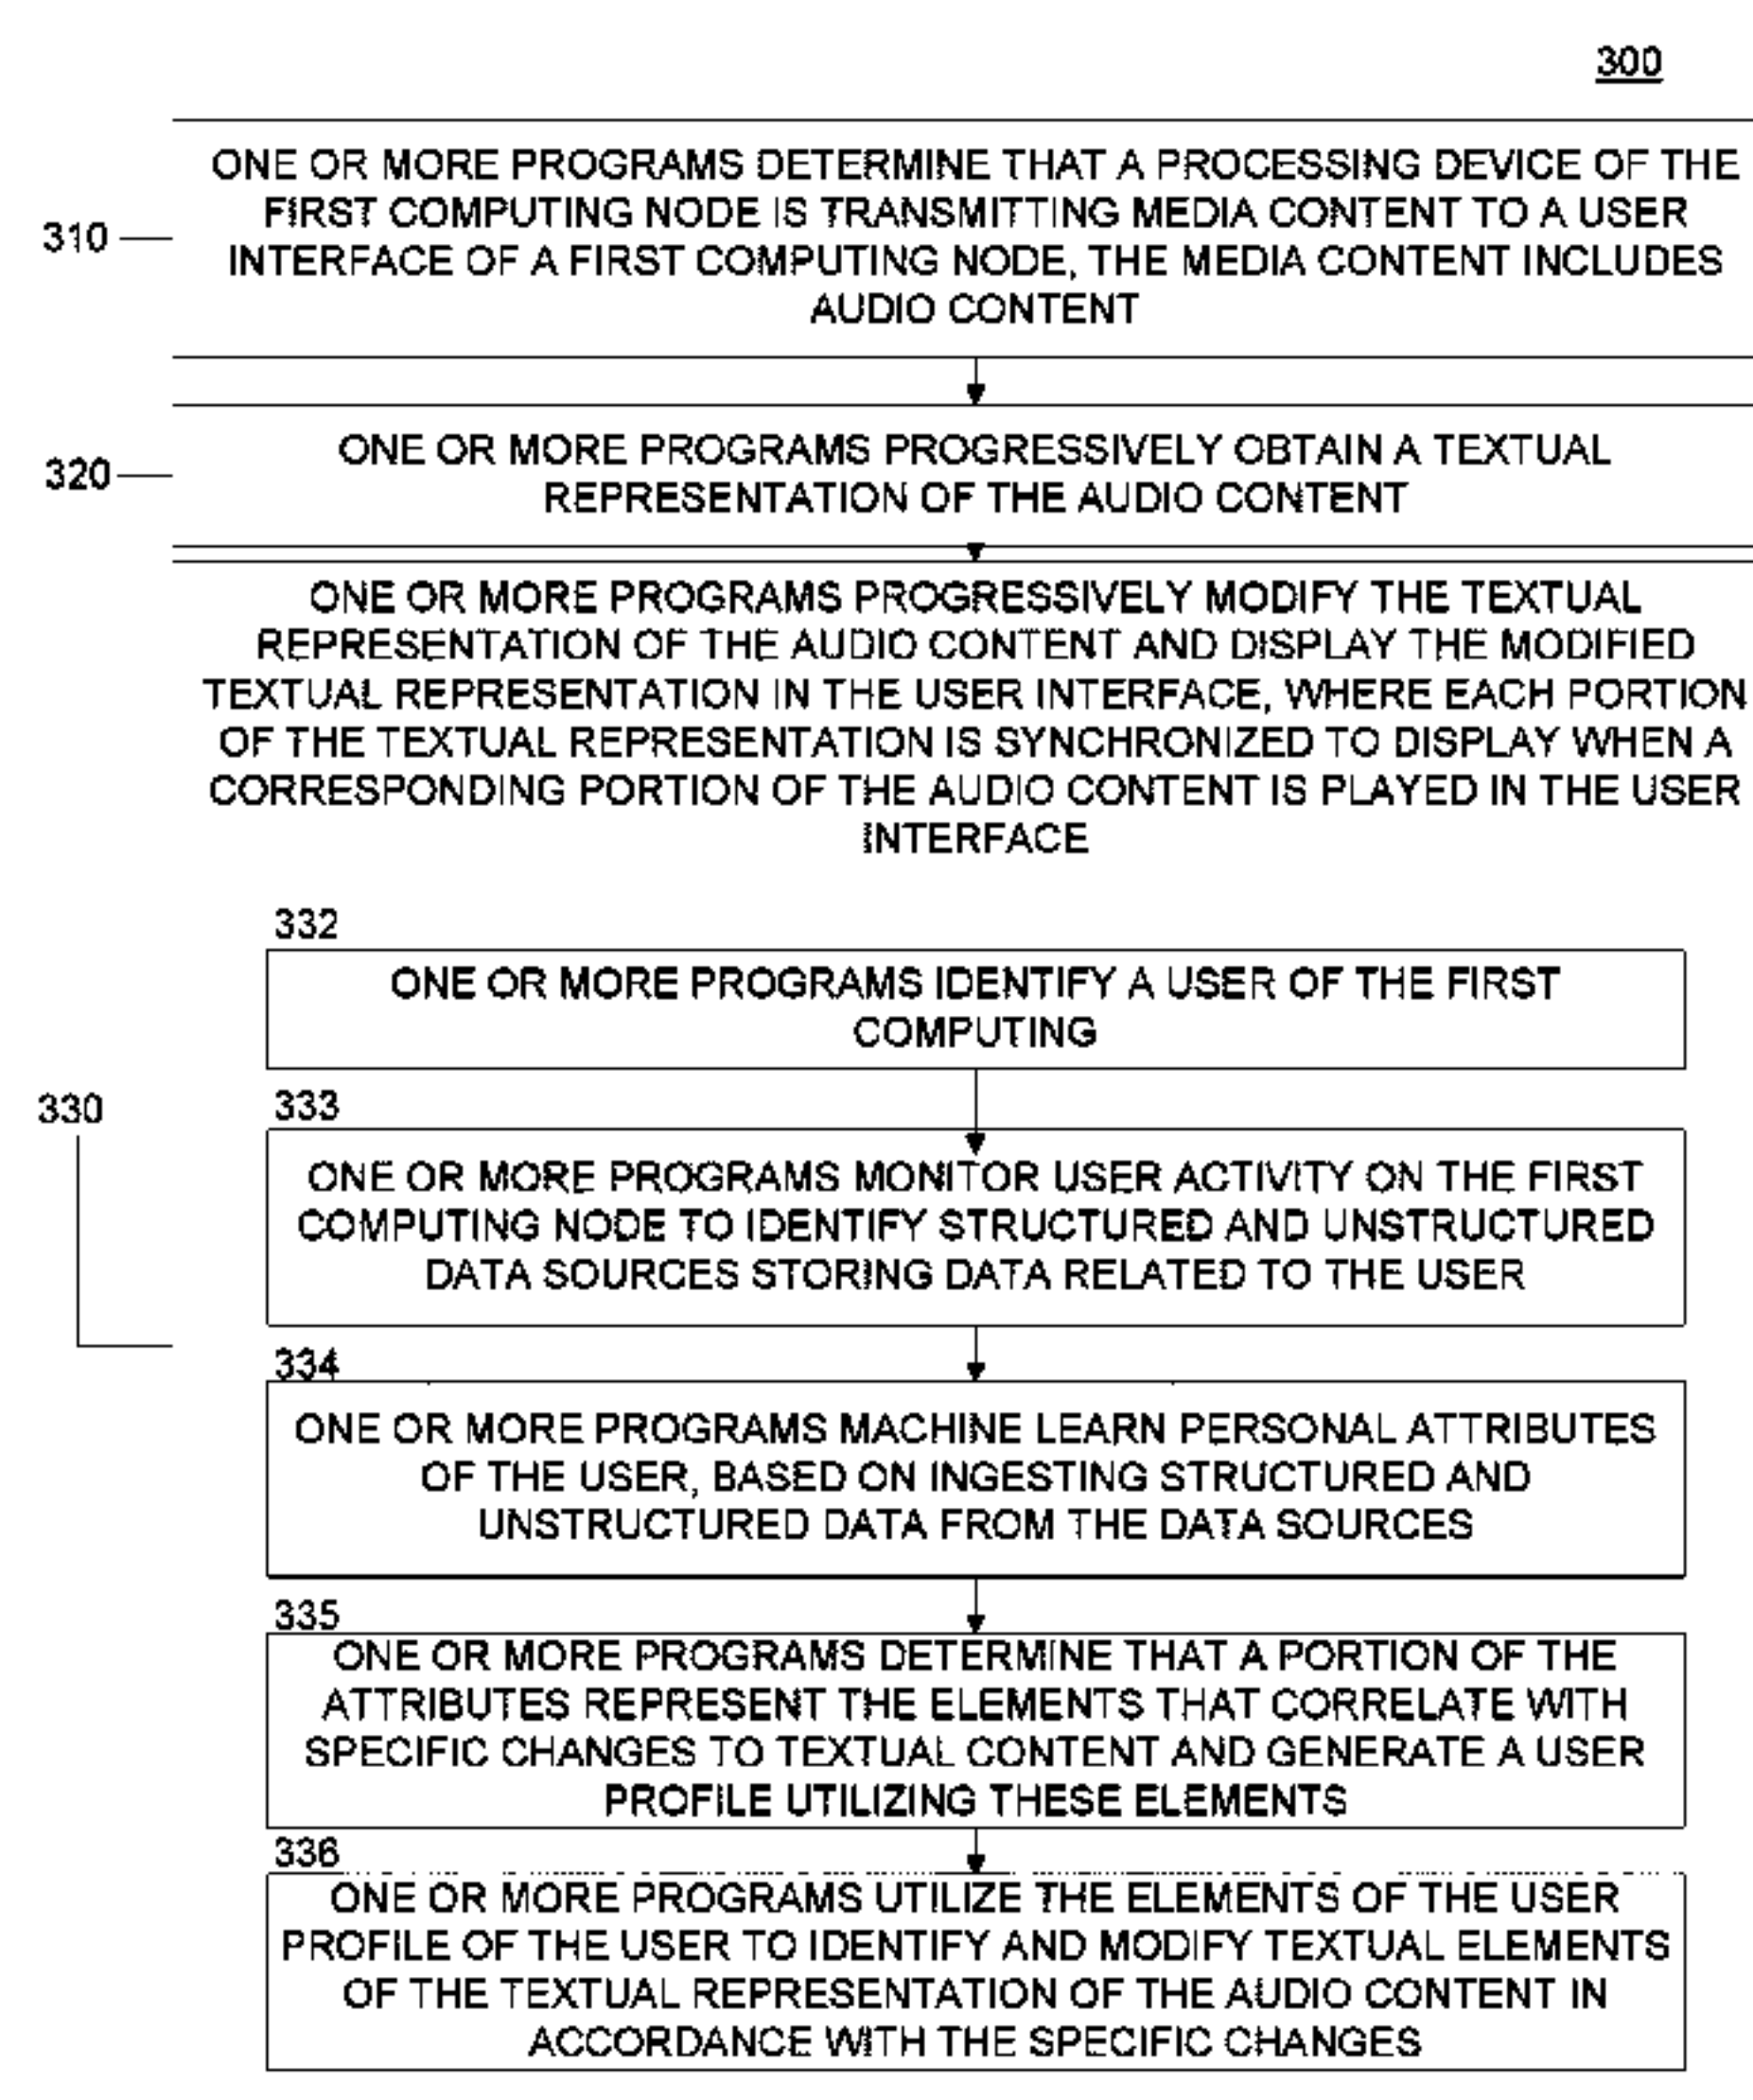 300
ONE OR MORE PROGRAMS DETERMINE THAT A PROCESSING DEVICE OF THE
FIRST COMPUTING NODE IS TRANSMITTING MEDIA CONTENT TO A USER
310
INTERFACE OF A FIRST COMPUTING NODE, THE MEDIA CONTENT INCLUDES
AUDIO CONTENT
ONE OR MORE PROGRAMS PROGRESSIVELY OBTAIN A TEXTUAL
320
REPRESENTATION OF THE AUDIO CONTENT
ONE OR MORE PROGRAMS PROGRESSIVELY MODIFY THE TEXTUAL
REPRESENTATION OF THE AUDIO CONTENT AND DISPLAY THE MODIFIED
TEXTUAL REPRESENTATION IN THE USER INTERFACE, WHERE EACH PORTION
OF THE TEXTUAL REPRESENTATION IS SYNCHRONIZED TO DISPLAY WHEN A
CORRESPONDING PORTION OF THE AUDIO CONTENT IS PLAYED IN THE USER
INTERFACE
332
ONE OR MORE PROGRAMS IDENTIFY A USER OF THE FIRST
COMPUTING
330
333
ONE OR MORE PROGRAMS MONITOR USER ACTIVITY ON THE FIRST
COMPUTING NODE TO IDENTIFY STRUCTURED AND UNSTRUCTURED
DATA SOURCES STORING DATA RELATED TO THE USER
334
ONE OR MORE PROGRAMS MACHINE LEARN PERSONAL ATTRIBUTES
OF THE USER, BASED ON INGESTING STRUCTURED AND
UNSTRUCTURED DATA FROM THE DATA SOURCES
335
ONE OR MORE PROGRAMS DETERMINE THAT A PORTION OF THE
ATTRIBUTES REPRESENT THE ELEMENTS THAT CORRELATE WITH
SPECIFIC CHANGES TO TEXTUAL CONTENT AND GENERATE A USER
PROFILE UTILIZING THESE ELEMENTS
336
ONE OR MORE PROGRAMS UTILIZE THE ELEMENTS OF THE USER
PROFILE OF THE USER TO IDENTIFY AND MODIFY TEXTUAL ELEMENTS
OF THE TEXTUAL REPRESENTATION OF THE AUDIO CONTENT IN
ACCORDANCE WITH THE SPECIFIC CHANGES